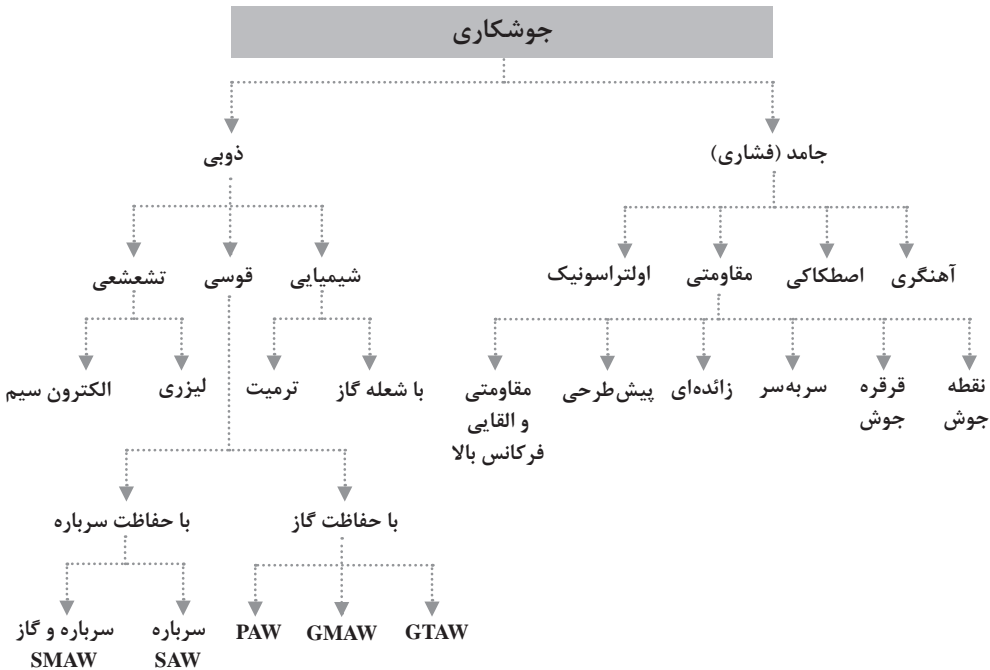 جوشکاری
جامد (فشاری)
ذوبی
آهنگری
اصطکاکی
مقاومتی
اولتراسونیک
شیمیایی
قوسی
تشعشعی
نقطه
جوش
قرقره
جوش
سربه‌سر
زائده‌ای
پیش‌طرحی
مقاومتی
و القایی
فرکانس بالا
با شعله گاز
ترمیت
لیزری
الکترون سیم
با حفاظت گاز
با حفاظت سرباره
GTAW
GMAW
PAW
سرباره
SAW
سرباره و گاز
SMAW